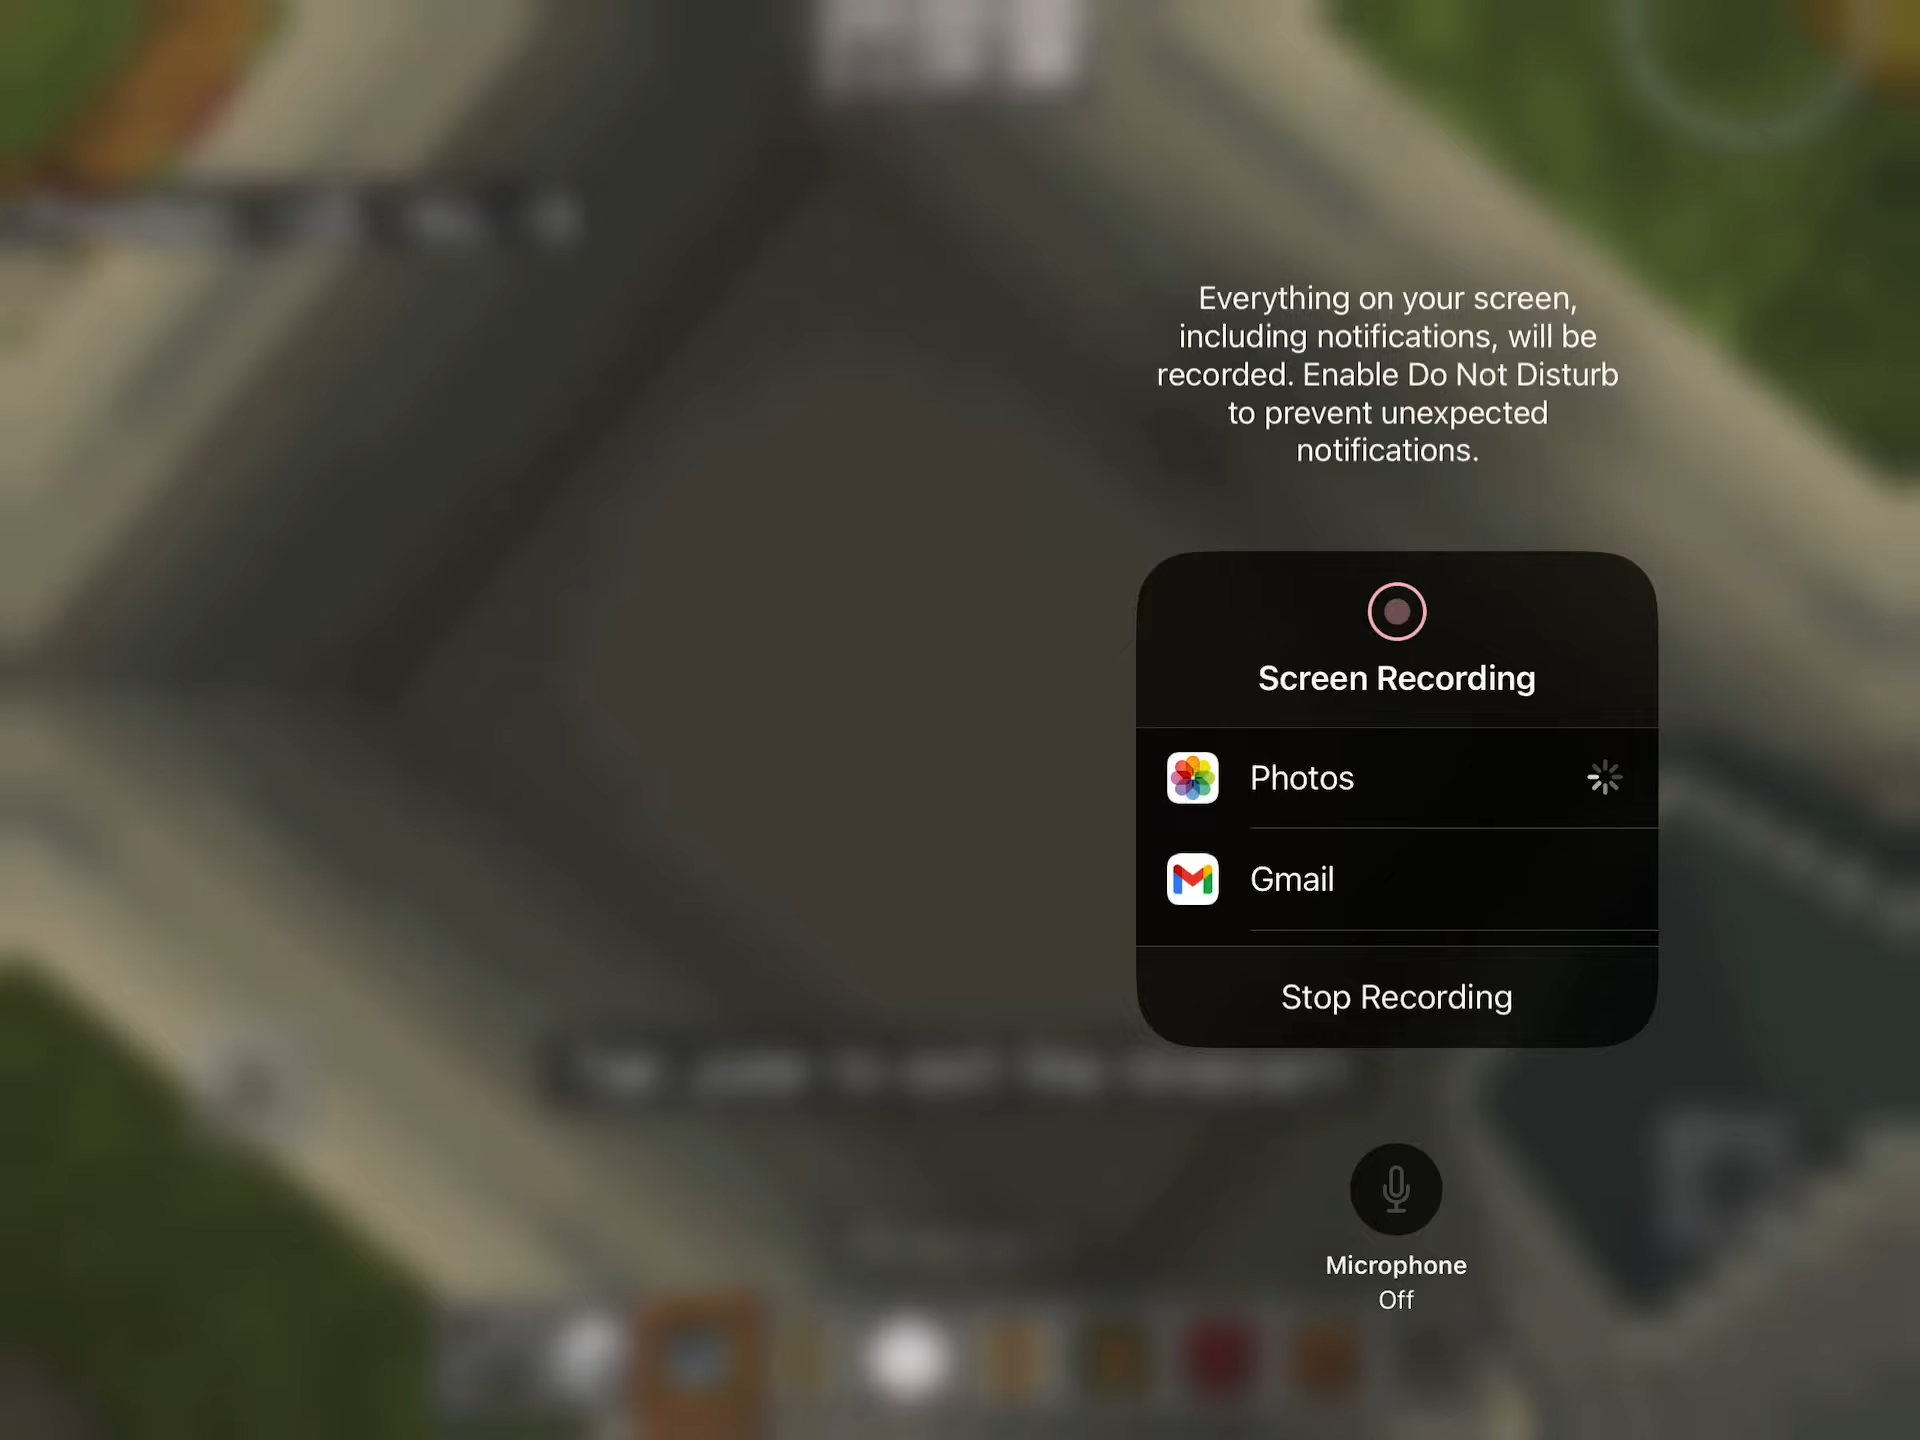 Everything on your screen,
including notifications, will be
recorded. Enable Do Not Disturb
to prevent unexpected
notifications.
Screen Recording
Photos
Gmail
Stop Recording
Microphone
Off